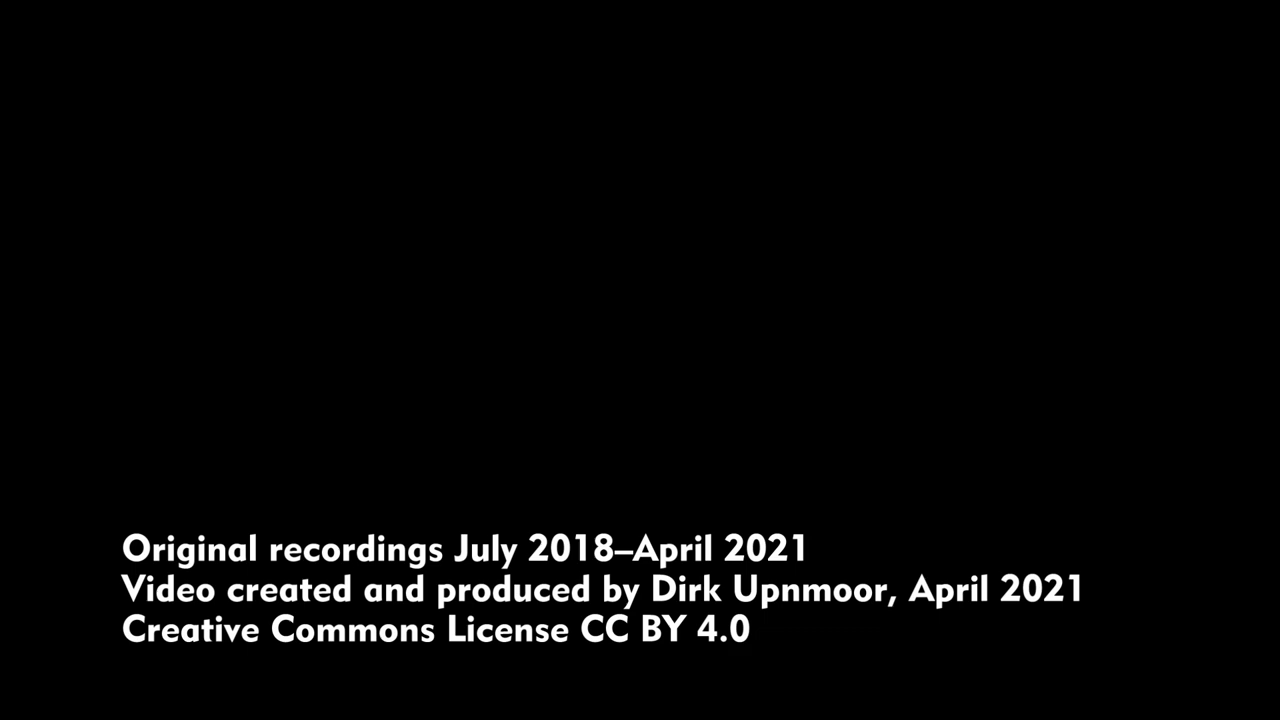 Original recordings July 2018–April 2021
Video created and produced by Dirk Upnmoor, April 2021
Creative Commons License CC BY 4.0